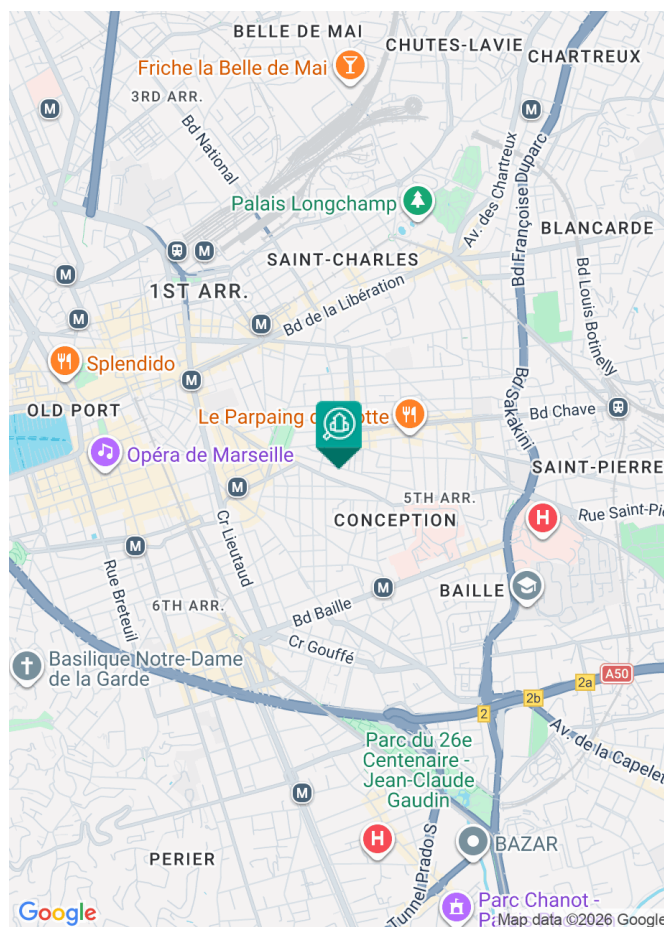 BELLE DE MAI
CHUTES-LAVIE
CHARTREUX
Friche la Belle de Mai
3RD ARR.
M
M
Bd National
Av. des Chartreux
Bd Françoise Duparc
Palais Longchamp
BLANCARDE
M
SAINT-CHARLES
M
1ST ARR.
Bd Louis Botinelly
M
M
Bd de la Libération
Splendido
M
Bd Sakakini
OLD PORT
Le Parpaing
otte
Bd Chave
Opéra de Marseille
SAINT-PIERRE
M
5TH ARR.
CONCEPTION
H
Rue Saint-Pi
Cr Lieutaud
M
Rue Breteuil
6TH ARR.
M
BAILLE
Bd Baille
Cr Gouffé
Basilique Notre-Dame
de la Garde
A50
2a
2b
2
Av. de la Capelet
Parc du 26e
Centenaire -
Jean-Claude
Gaudin
M
H
BAZAR
PERIER
Tunnel Prado S
Parc Chanot -
Google
Map data ©2026 Google